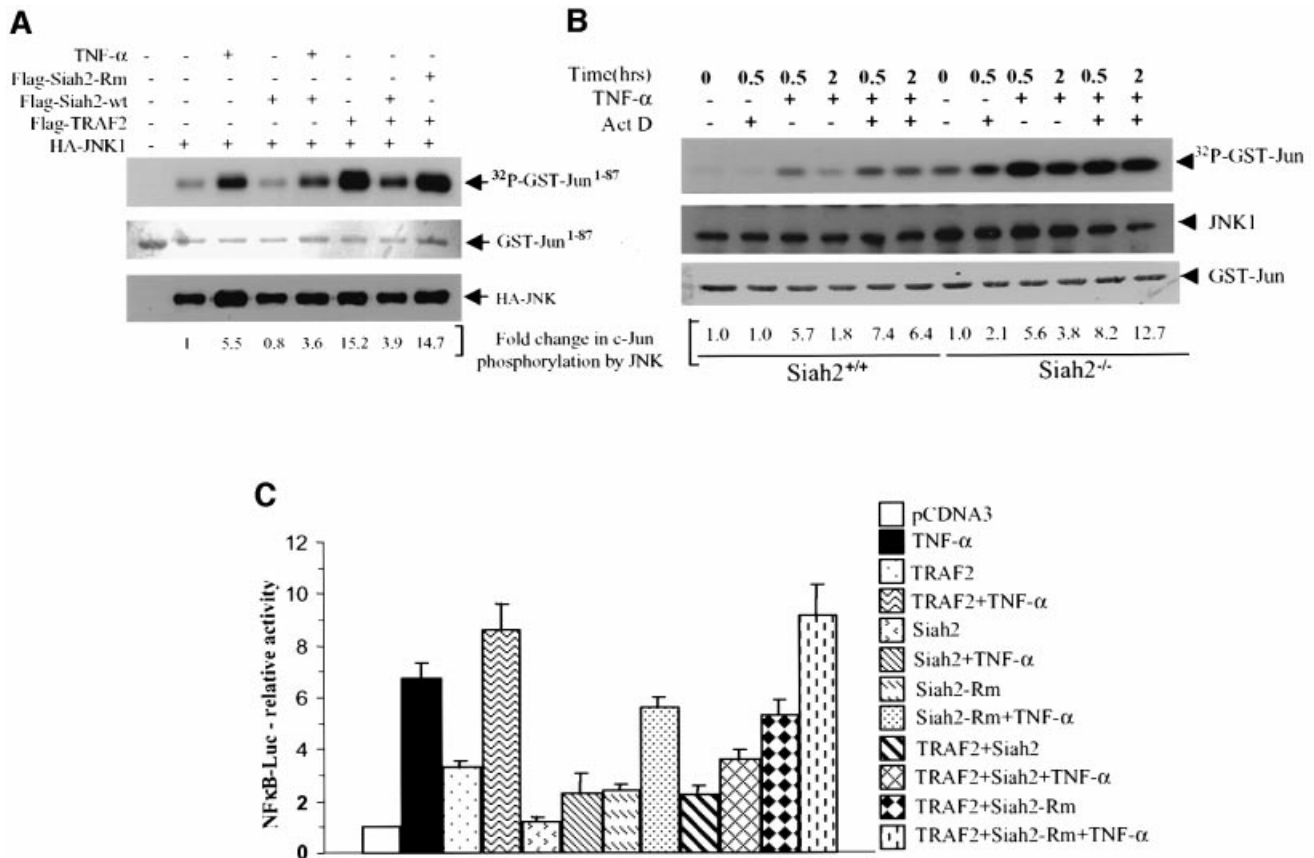 A
TNF-α - - + - + - - -
Flag-Siah2-Rm - - - - - - - +
Flag-Siah2-wt - - - + + - + -
Flag-TRAF2 - - - - - + + +
HA-JNK1 - + + + + + + +
32P-GST-Jun1-87
GST-Jun1-87
HA-JNK
1 5.5 0.8 3.6 15.2 3.9 14.7
Fold change in c-Jun
phosphorylation by JNK
B
Time(hrs) 0 0.5 0.5 2 0.5 2 0 0.5 0.5 2 0.5 2
TNF-α - - + + + + - - + + + +
Act D - + - - + + - + - - + +
32P-GST-Jun
JNK1
GST-Jun
1.0 1.0 5.7 1.8 7.4 6.4 1.0 2.1 5.6 3.8 8.2 12.7
Siah2+/+ Siah2-/-
C
NFκB-Luc - relative activity
12
10
8
6
4
2
0
pCDNA3
TNF-α
TRAF2
TRAF2+TNF-α
Siah2
Siah2+TNF-α
Siah2-Rm
Siah2-Rm+TNF-α
TRAF2+Siah2
TRAF2+Siah2+TNF-α
TRAF2+Siah2-Rm
TRAF2+Siah2-Rm+TNF-α